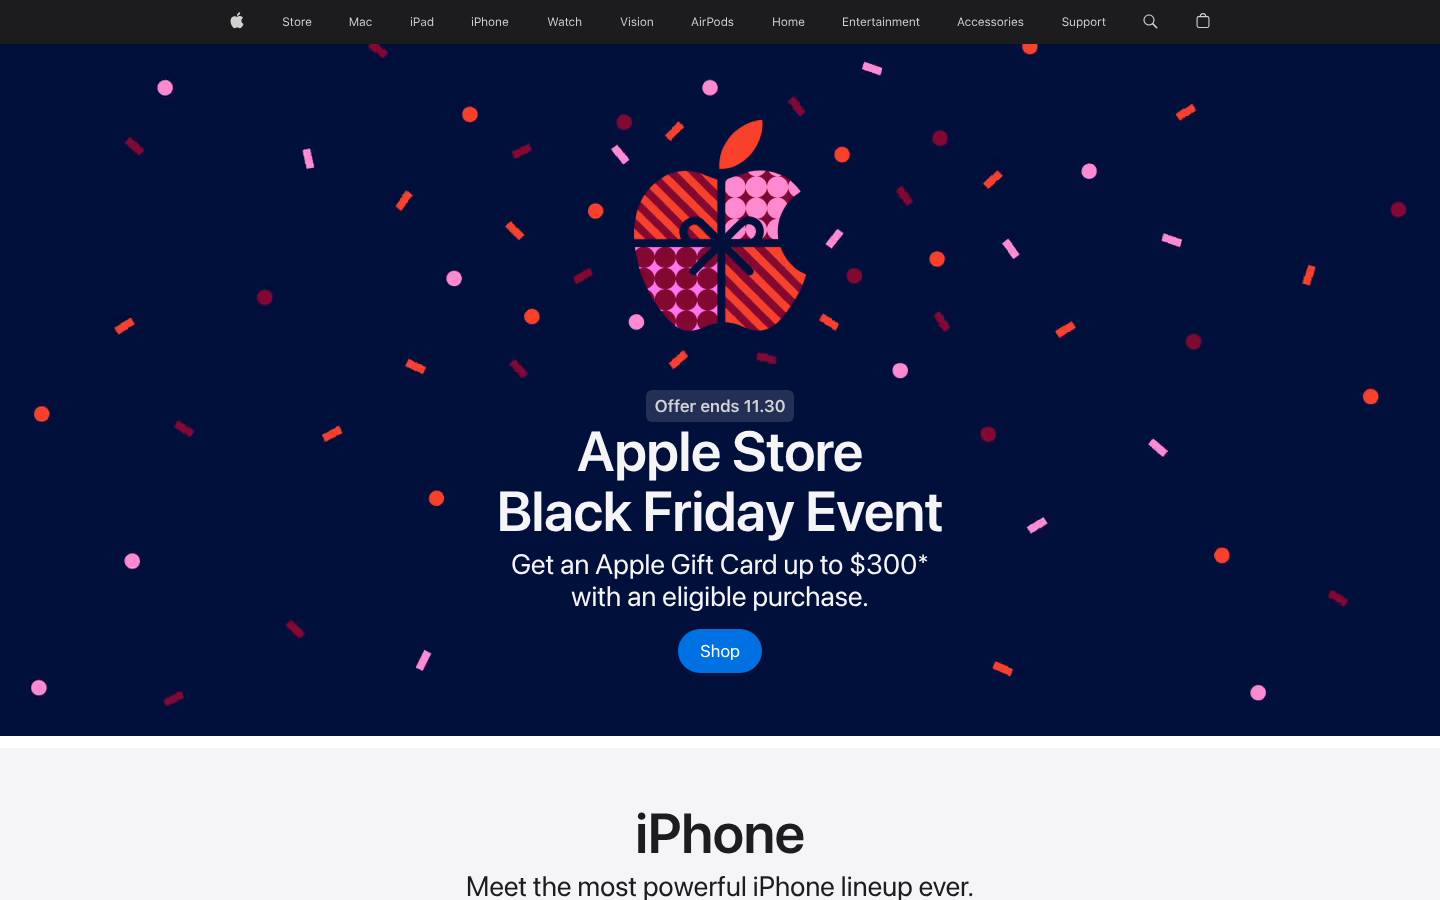 Store Mac iPad iPhone Watch Vision AirPods Home Entertainment Accessories Support
Offer ends 11.30
Apple Store
Black Friday Event
Get an Apple Gift Card up to $300*
with an eligible purchase.
Shop
iPhone
Meet the most powerful iPhone lineup ever.